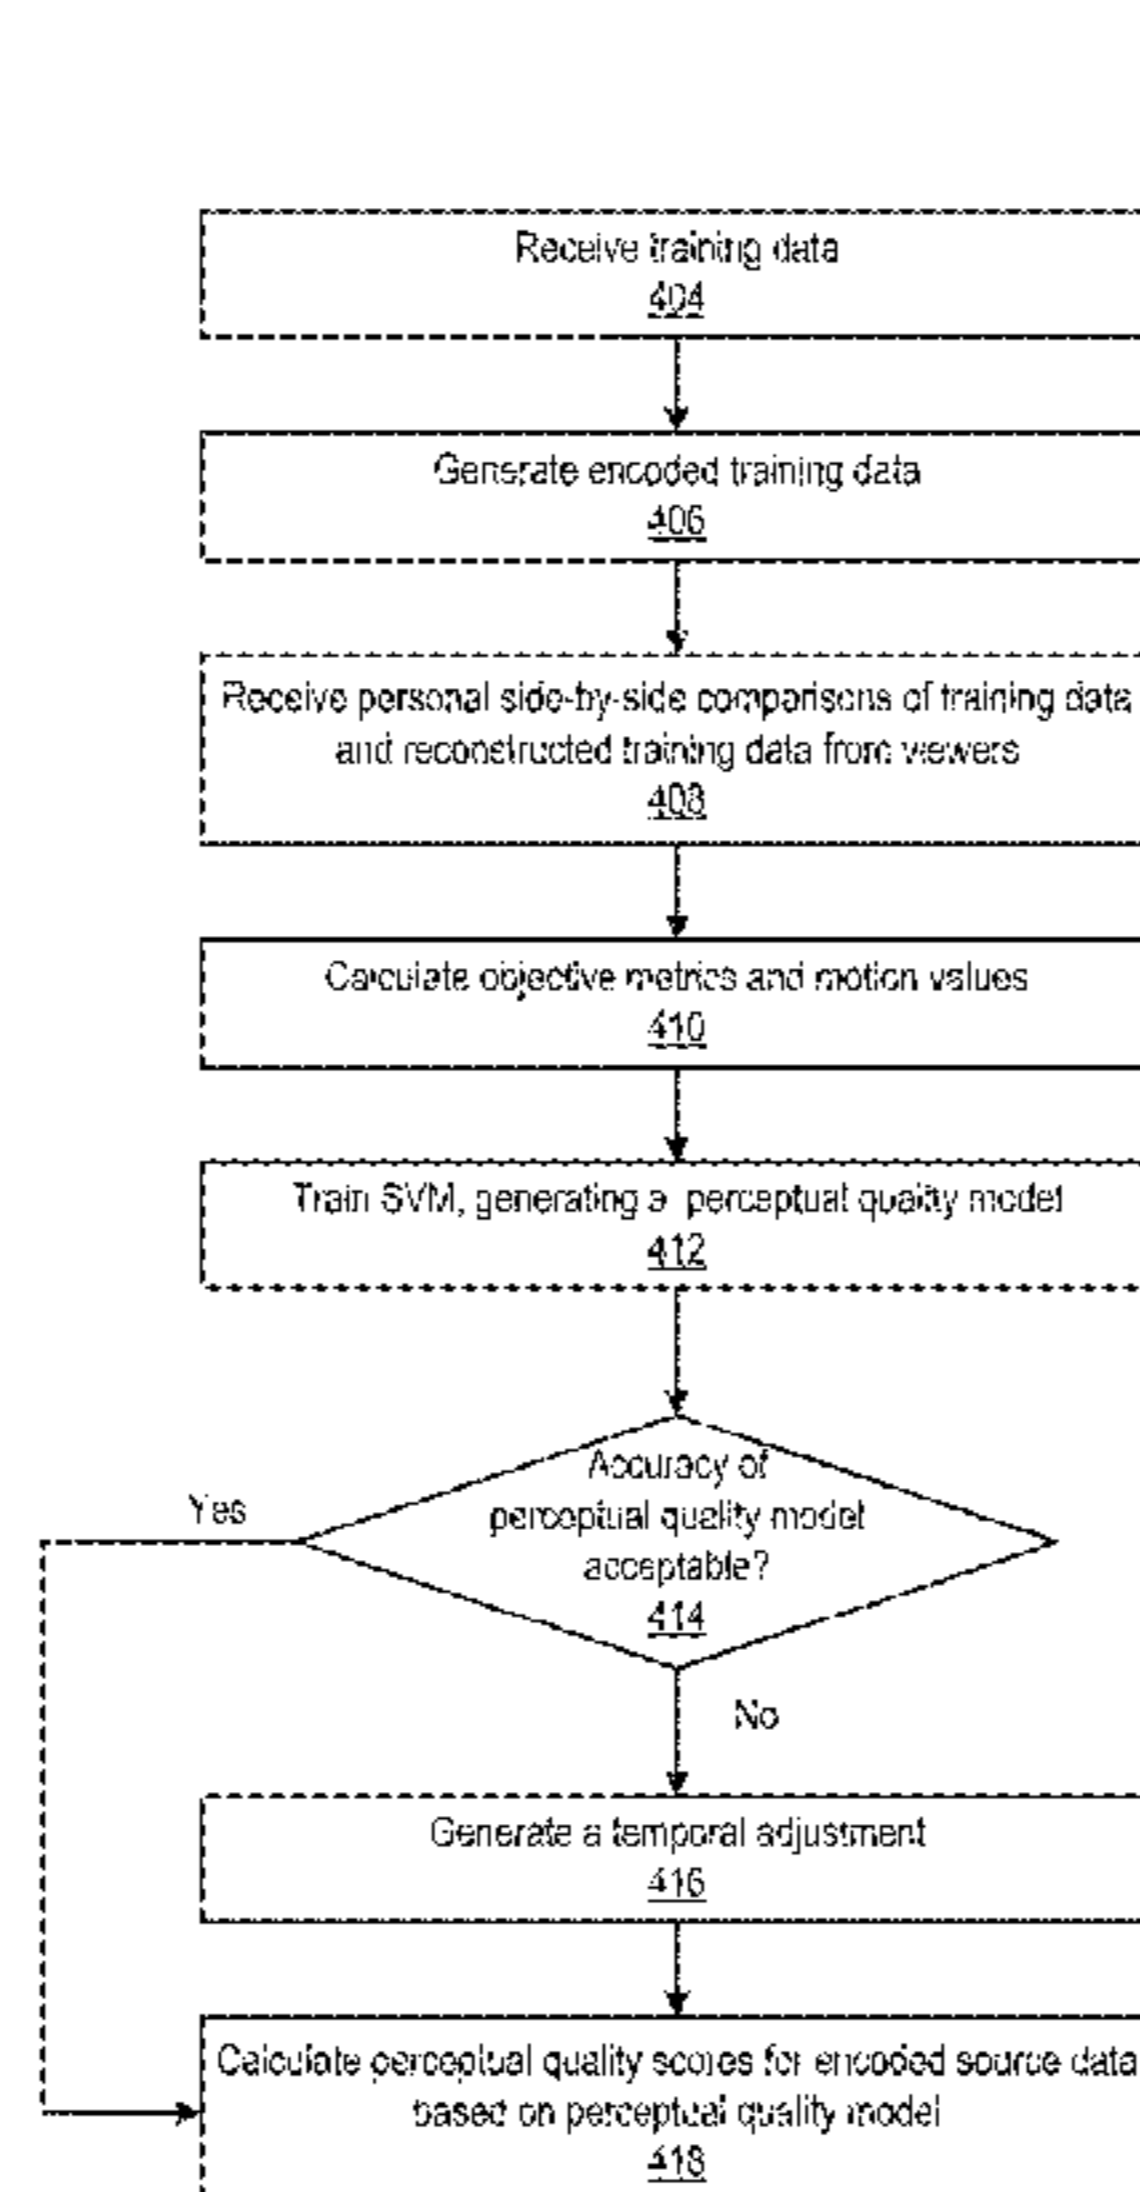 Receive training data
404
Generate encoded training data
406
Receive personal side-by-side comparisons of training data
and reconstructed training data from viewers
408
Calculate objective metrics and motion values
410
Train SVM, generating a perceptual quality model
412
Accuracy of
perceptual quality model
acceptable?
414
Yes
No
Generate a temporal adjustment
416
Calculate perceptual quality scores for encoded source data
based on perceptual quality model
418